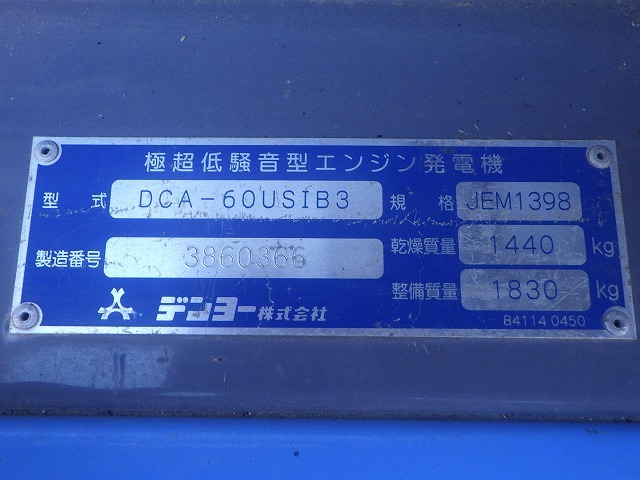 極超低騒音型エンジン発電機
型式 DCA-60USIB3 規格 JEM1398
製造番号 3860366 乾燥質量 1440 kg
整備質量 1830 kg
デンヨー株式会社
B4114 0450